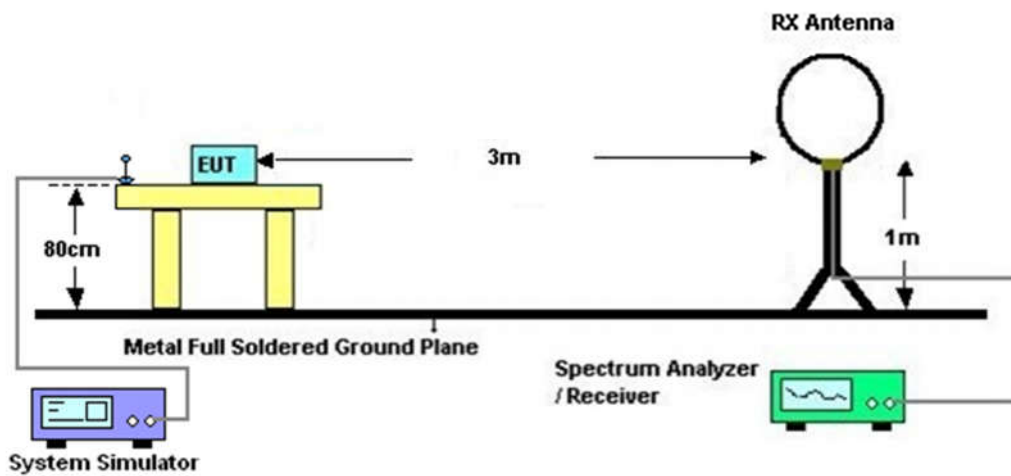 RX Antenna
EUT
3m
80cm
1m
Metal Full Soldered Ground Plane
Spectrum Analyzer
/ Receiver
System Simulator